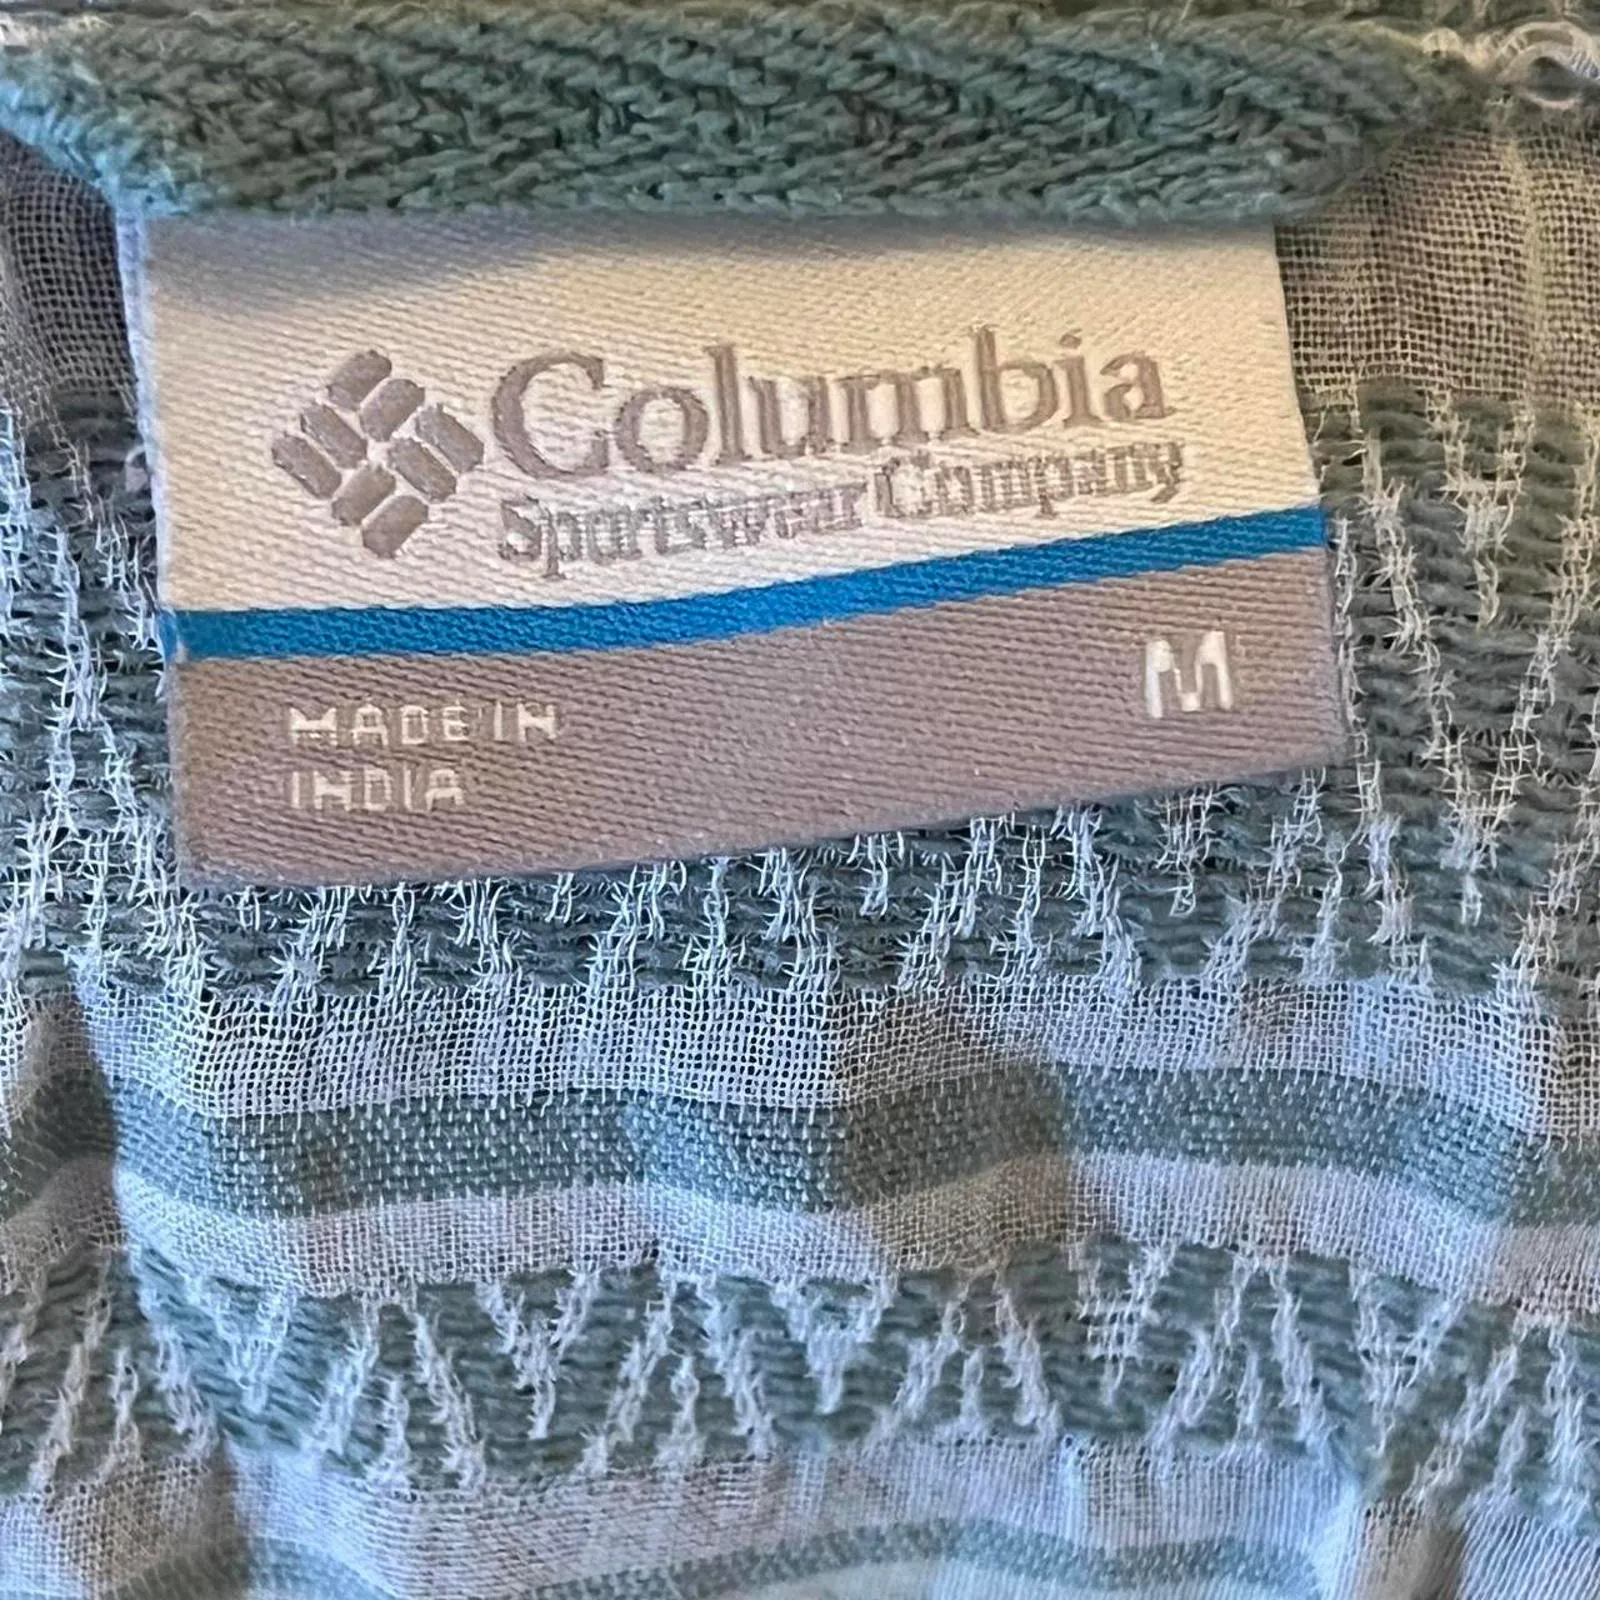 Columbia
Sportswear Company
M
MADE IN
INDIA